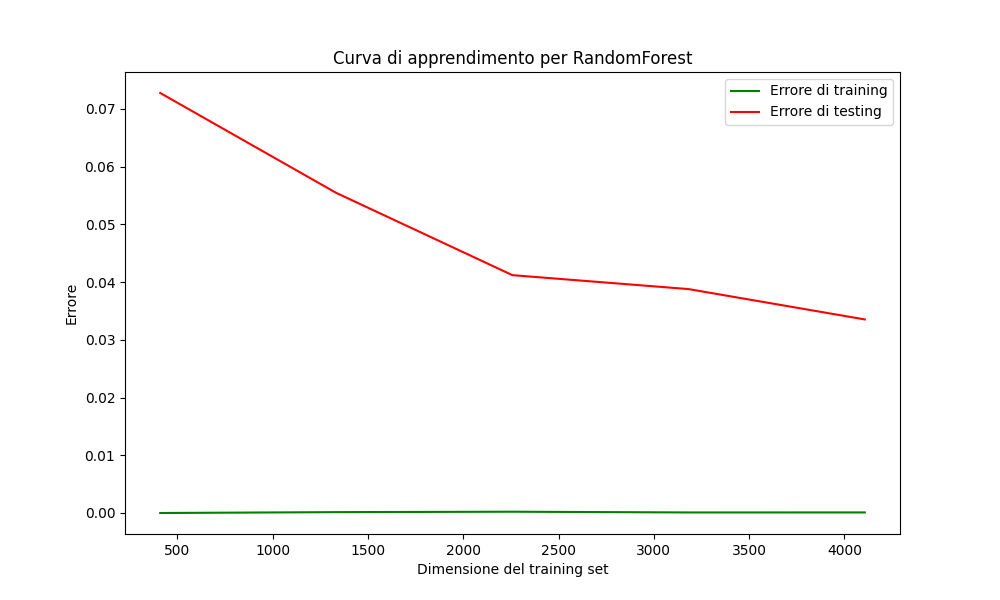 Curva di apprendimento per RandomForest
Errore di training
Errore di testing
0.07
0.06
0.05
0.04
0.03
0.02
0.01
0.00
Errore
500 1000 1500 2000 2500 3000 3500 4000
Dimensione del training set